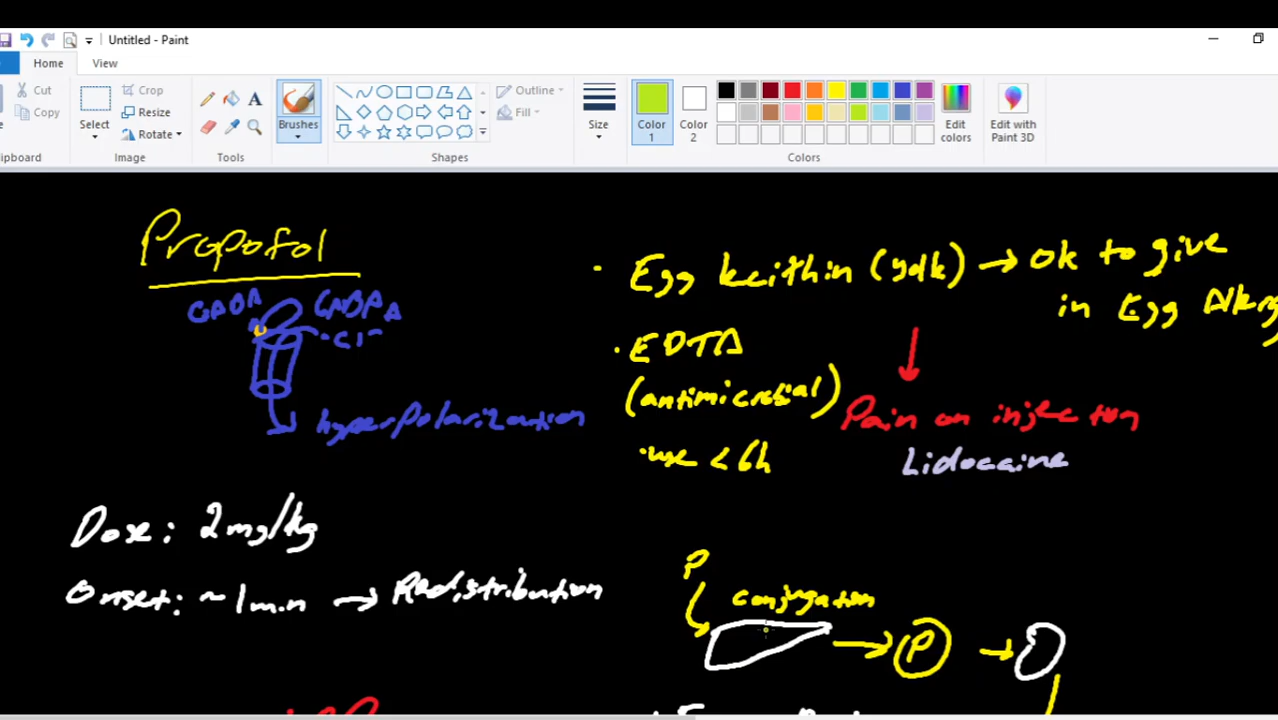 Untitled - Paint
Home View
Cut
Copy
lipboard
Select
Crop
Resize
Rotate
Image
Tools
Brushes
Shapes
Outline
Fill
Size
Color 1
Color 2
Colors
Edit colors
Edit with Paint 3D
Propofol
GABA GABA A
Cl-
hyperpolarization
Dose: 2mg/kg
Onset: ~1min → Redistribution
Egg (yolk) → ok to give
in Egg
EDTA
(antimicrobial)
use < 6h
Pain on injection
Lidocaine
P
conjugation
P